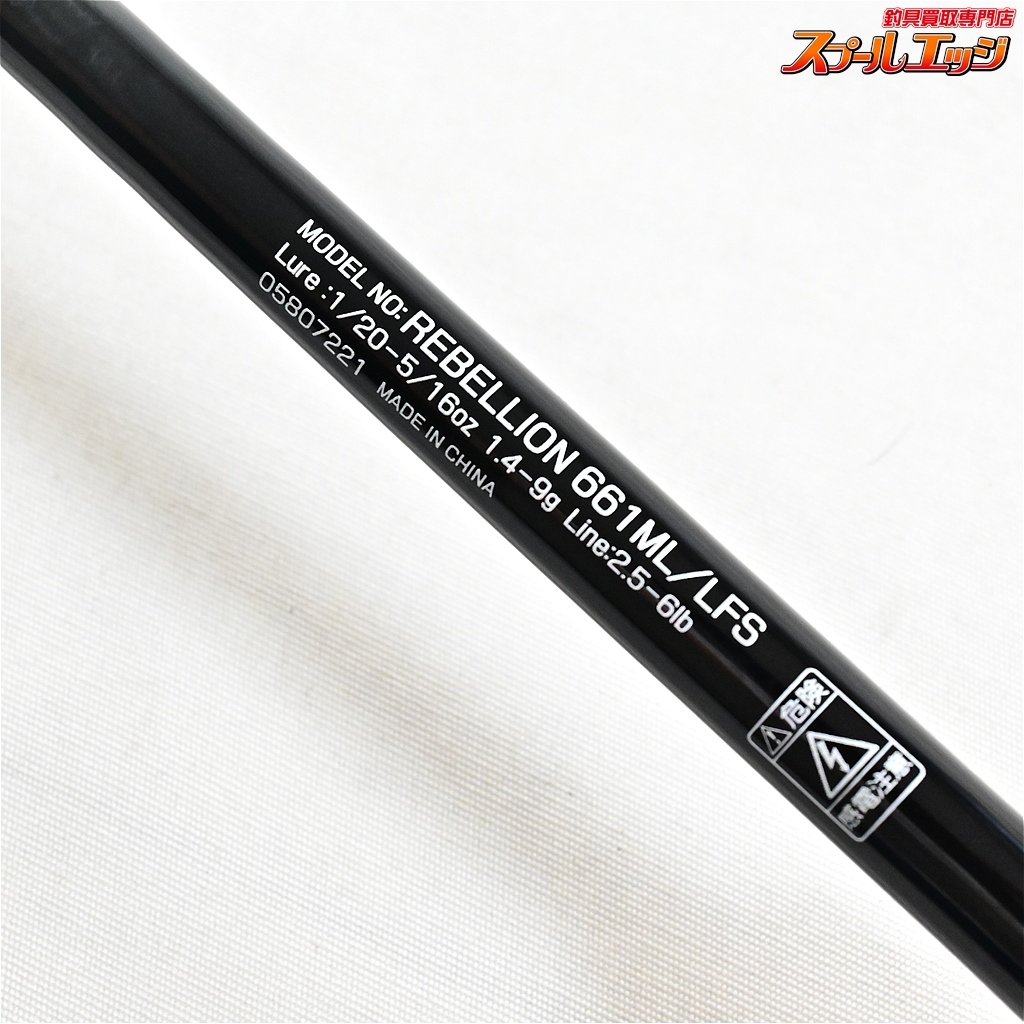 釣具買取専門店
スプールエッジ
MODEL NO: REBELLION 661ML/LFS
Lure :1/20-5/16oz 1.4-9g Line:2.5-6lb
05807221 MADE IN CHINA
危険
感電注意